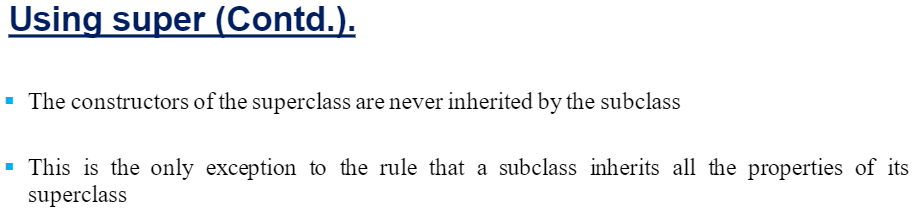 Using super (Contd.).
The constructors of the superclass are never inherited by the subclass
This is the only exception to the rule that a subclass inherits all the properties of its
superclass